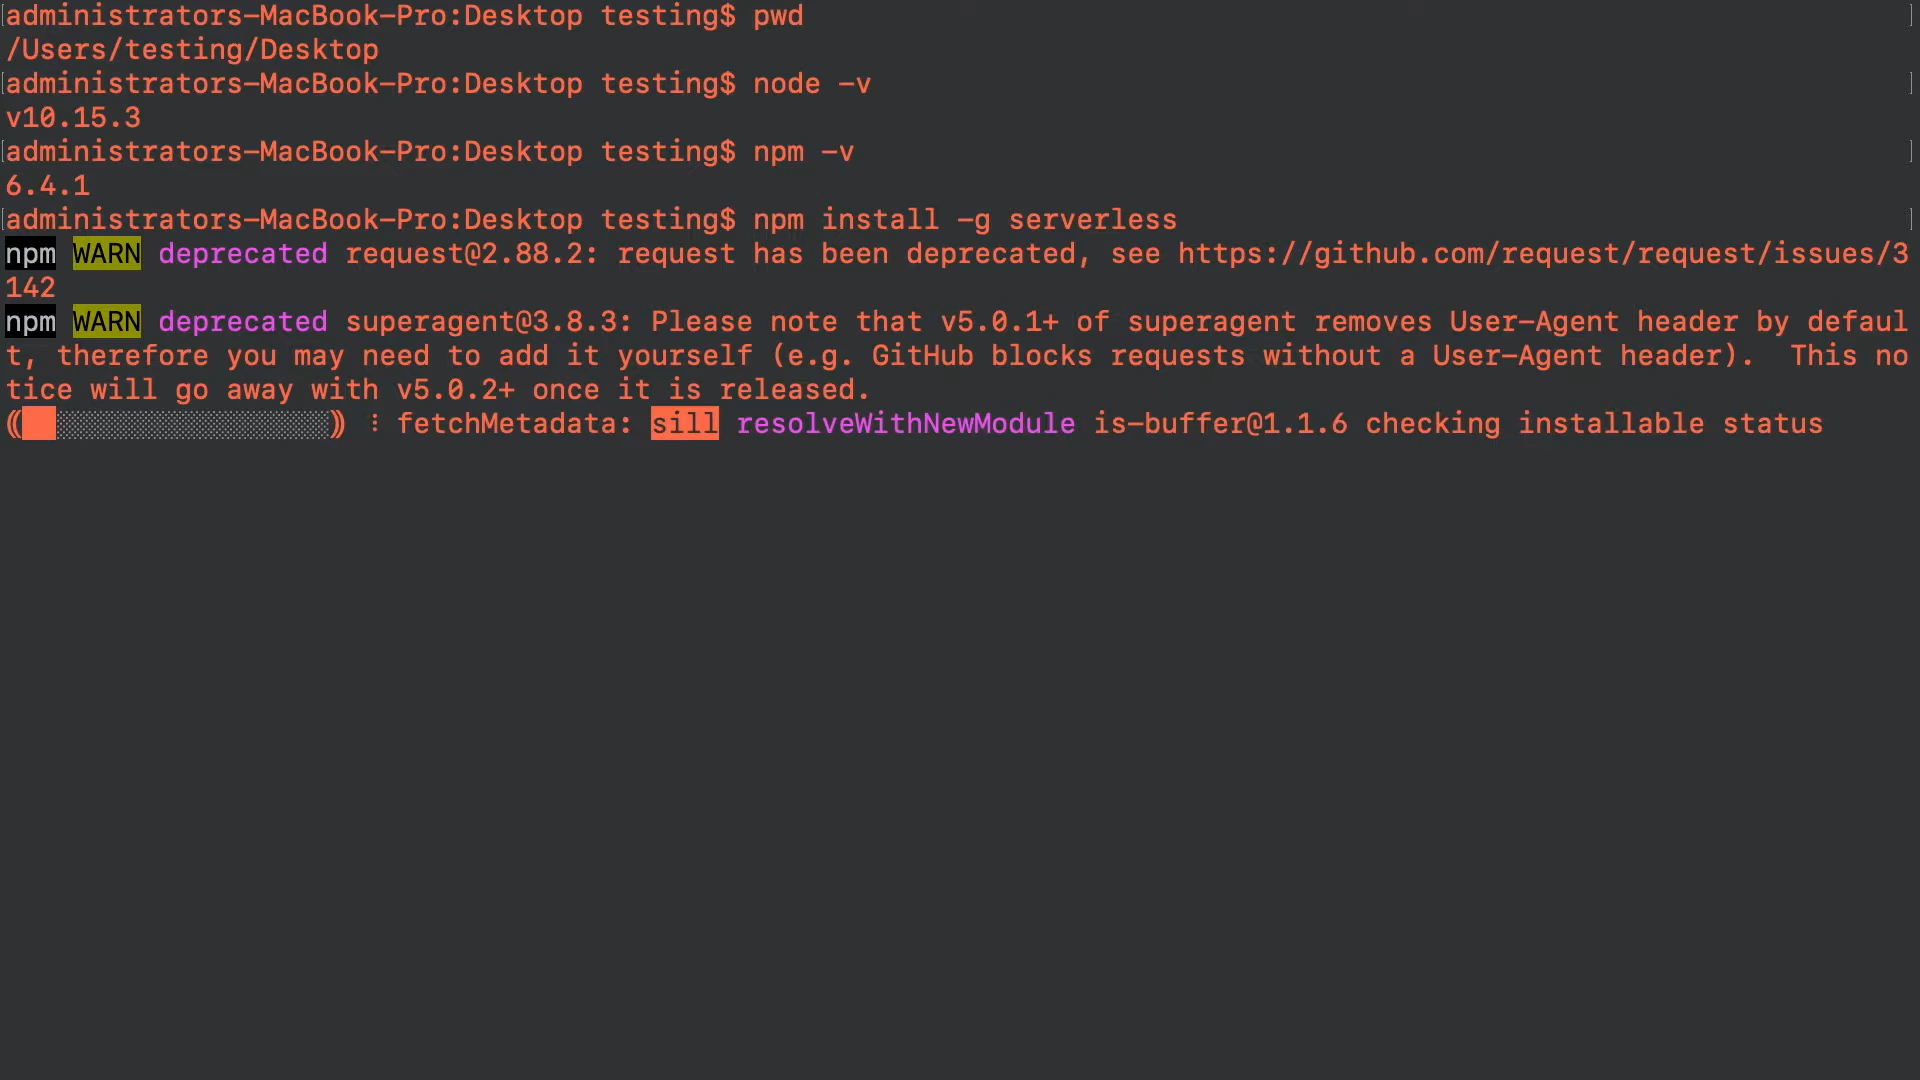 [administrators-MacBook-Pro:Desktop testing$ pwd ]
/Users/testing/Desktop
[administrators-MacBook-Pro:Desktop testing$ node -v ]
v10.15.3
[administrators-MacBook-Pro:Desktop testing$ npm -v ]
6.4.1
[administrators-MacBook-Pro:Desktop testing$ npm install -g serverless ]
npm WARN deprecated request@2.88.2: request has been deprecated, see https://github.com/request/request/issues/3
142
npm WARN deprecated superagent@3.8.3: Please note that v5.0.1+ of superagent removes User-Agent header by defaul
t, therefore you may need to add it yourself (e.g. GitHub blocks requests without a User-Agent header).  This no
tice will go away with v5.0.2+ once it is released.
⸨██░░░░░░░░░░░░░░░░⸩ ⠸ fetchMetadata: sill resolveWithNewModule is-buffer@1.1.6 checking installable status